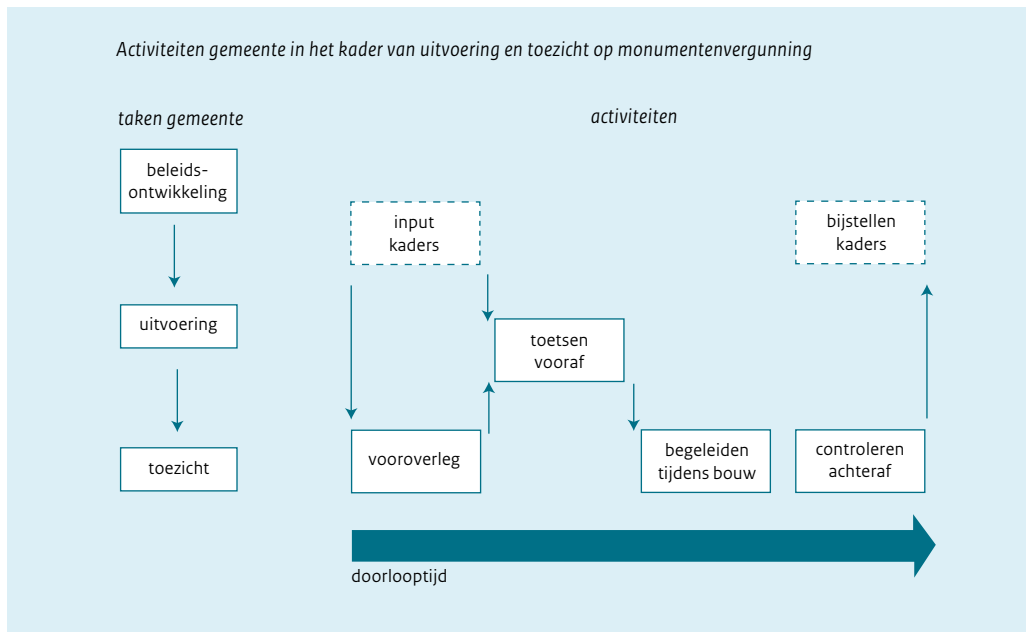 Activiteiten gemeente in het kader van uitvoering en toezicht op monumentenvergunning
taken gemeente
activiteiten
beleids-
ontwikkeling
uitvoering
toezicht
input
kaders
bijstellen
kaders
toetsen
vooraf
vooroverleg
begeleiden
tijdens bouw
controleren
achteraf
doorlooptijd